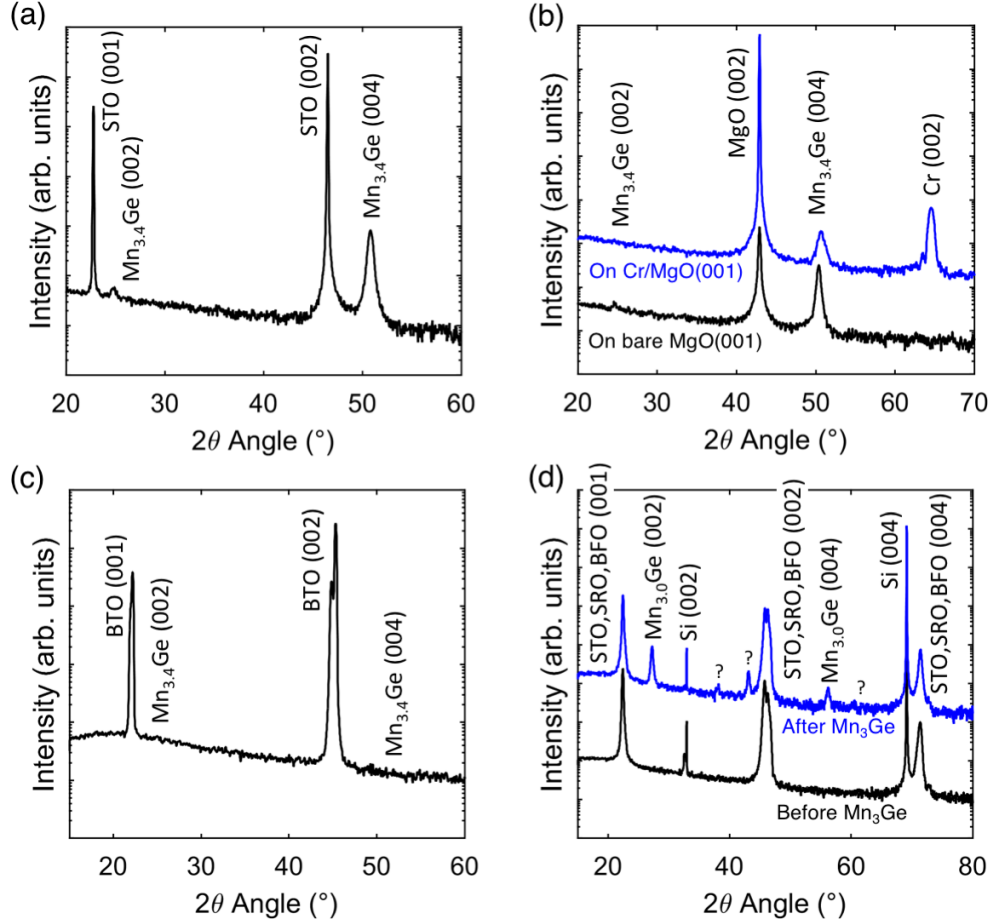 (a)
Intensity (arb. units)
STO (001)
Mn3.4Ge (002)
STO (002)
Mn3.4Ge (004)
20 30 40 50 60
2θ Angle (°)
(b)
Intensity (arb. units)
Mn3.4Ge (002)
MgO (002)
Mn3.4Ge (004)
Cr (002)
On Cr/MgO(001)
On bare MgO(001)
20 30 40 50 60 70
2θ Angle (°)
(c)
Intensity (arb. units)
BTO (001)
Mn3.4Ge (002)
BTO (002)
Mn3.4Ge (004)
20 30 40 50 60
2θ Angle (°)
(d)
Intensity (arb. units)
STO,SRO,BFO (001)
Mn3.0Ge (002)
Si (002)
?
?
STO,SRO,BFO (002)
Mn3.0Ge (004)
?
Si (004)
STO,SRO,BFO (004)
After Mn3Ge
Before Mn3Ge
20 40 60 80
2θ Angle (°)